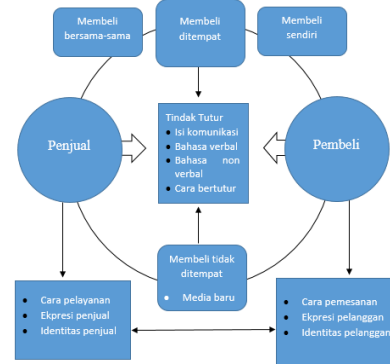 Membeli
bersama-sama
Membeli
ditempat
Membeli
sendiri
Penjual
Tindak Tutur
• Isi komunikasi
• Bahasa verbal
• Bahasa non
verbal
• Cara bertutur
Pembeli
Membeli tidak
ditempat
• Media baru
• Cara pelayanan
• Ekpresi penjual
• Identitas penjual
• Cara pemesanan
• Ekpresi pelanggan
• Identitas pelanggan